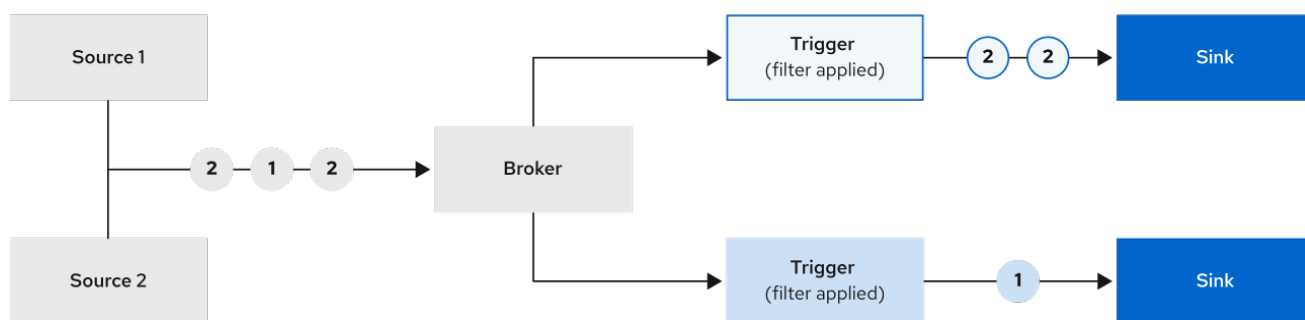 Source 1
Trigger
(filter applied)
2 2
Sink
2 1 2
Broker
Source 2
Trigger
(filter applied)
1
Sink